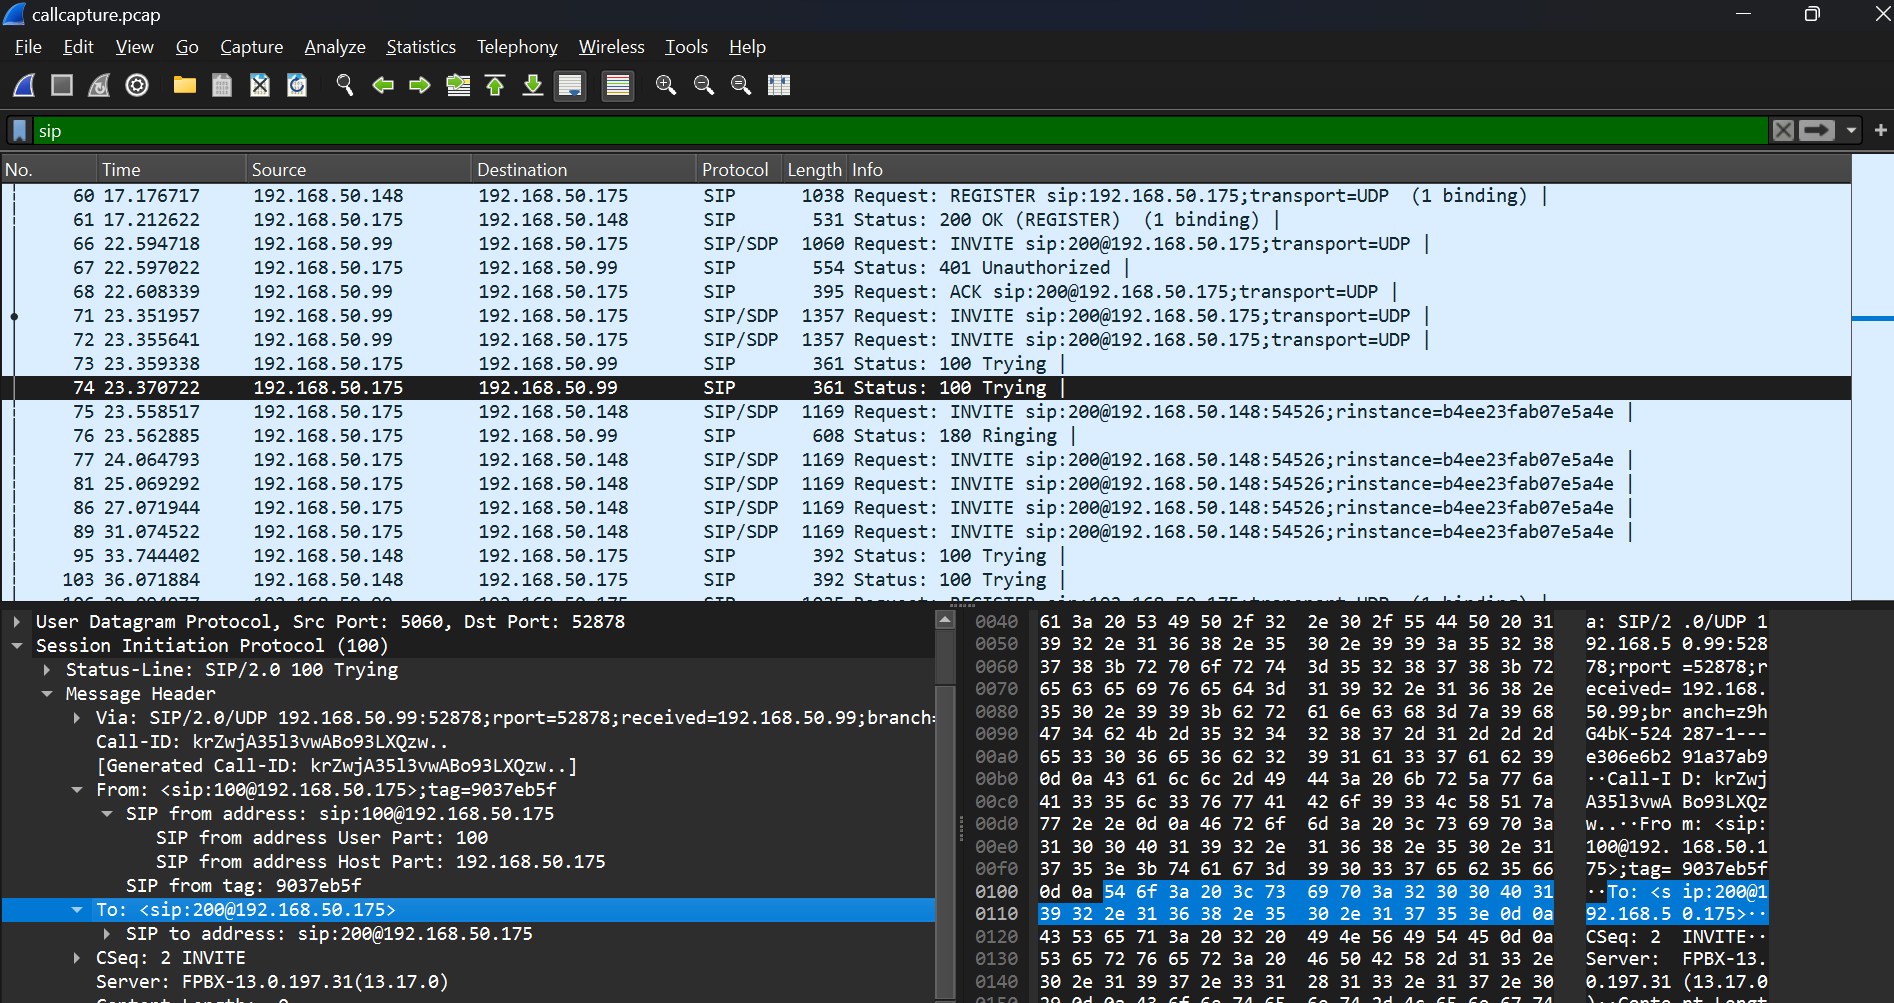 callcapture.pcap
File Edit View Go Capture Analyze Statistics Telephony Wireless Tools Help
sip
No. Time Source Destination Protocol Length Info
60 17.176717 192.168.50.148 192.168.50.175 SIP 1038 Request: REGISTER sip:192.168.50.175;transport=UDP (1 binding) |
61 17.212622 192.168.50.175 192.168.50.148 SIP 531 Status: 200 OK (REGISTER) (1 binding) |
66 22.594718 192.168.50.99 192.168.50.175 SIP/SDP 1060 Request: INVITE sip:200@192.168.50.175;transport=UDP |
67 22.597022 192.168.50.175 192.168.50.99 SIP 554 Status: 401 Unauthorized |
68 22.608339 192.168.50.99 192.168.50.175 SIP 395 Request: ACK sip:200@192.168.50.175;transport=UDP |
71 23.351957 192.168.50.99 192.168.50.175 SIP/SDP 1357 Request: INVITE sip:200@192.168.50.175;transport=UDP |
72 23.355641 192.168.50.99 192.168.50.175 SIP/SDP 1357 Request: INVITE sip:200@192.168.50.175;transport=UDP |
73 23.359338 192.168.50.175 192.168.50.99 SIP 361 Status: 100 Trying |
74 23.370722 192.168.50.175 192.168.50.99 SIP 361 Status: 100 Trying |
75 23.558517 192.168.50.175 192.168.50.148 SIP/SDP 1169 Request: INVITE sip:200@192.168.50.148:54526;rinstance=b4ee23fab07e5a4e |
76 23.562885 192.168.50.175 192.168.50.99 SIP 608 Status: 180 Ringing |
77 24.064793 192.168.50.175 192.168.50.148 SIP/SDP 1169 Request: INVITE sip:200@192.168.50.148:54526;rinstance=b4ee23fab07e5a4e |
81 25.069292 192.168.50.175 192.168.50.148 SIP/SDP 1169 Request: INVITE sip:200@192.168.50.148:54526;rinstance=b4ee23fab07e5a4e |
86 27.071944 192.168.50.175 192.168.50.148 SIP/SDP 1169 Request: INVITE sip:200@192.168.50.148:54526;rinstance=b4ee23fab07e5a4e |
89 31.074522 192.168.50.175 192.168.50.148 SIP/SDP 1169 Request: INVITE sip:200@192.168.50.148:54526;rinstance=b4ee23fab07e5a4e |
95 33.744402 192.168.50.148 192.168.50.175 SIP 392 Status: 100 Trying |
103 36.071884 192.168.50.148 192.168.50.175 SIP 392 Status: 100 Trying |
User Datagram Protocol, Src Port: 5060, Dst Port: 52878
Session Initiation Protocol (100)
Status-Line: SIP/2.0 100 Trying
Message Header
Via: SIP/2.0/UDP 192.168.50.99:52878;rport=52878;received=192.168.50.99;branch=
Call-ID: krZwjA35l3vwABo93LXQzw..
[Generated Call-ID: krZwjA35l3vwABo93LXQzw..]
From: <sip:100@192.168.50.175>;tag=9037eb5f
SIP from address: sip:100@192.168.50.175
SIP from address User Part: 100
SIP from address Host Part: 192.168.50.175
SIP from tag: 9037eb5f
To: <sip:200@192.168.50.175>
SIP to address: sip:200@192.168.50.175
CSeq: 2 INVITE
Server: FPBX-13.0.197.31(13.17.0)
0040 61 3a 20 53 49 50 2f 32 2e 30 2f 55 44 50 20 31 a: SIP/2 .0/UDP 1
0050 39 32 2e 31 36 38 2e 35 30 2e 39 39 3a 35 32 38 92.168.5 0.99:528
0060 37 38 3b 72 70 6f 72 74 3d 35 32 38 37 38 3b 72 78;rport =52878;r
0070 65 63 65 69 76 65 64 3d 31 39 32 2e 31 36 38 2e eceived= 192.168.
0080 35 30 2e 39 39 3b 62 72 61 6e 63 68 3d 7a 39 68 50.99;br anch=z9h
0090 47 34 62 4b 2d 35 32 34 32 38 37 2d 31 2d 2d 2d G4bK-524 287-1---
00a0 65 33 30 36 65 36 62 32 39 31 61 33 37 61 62 39 e306e6b2 91a37ab9
00b0 0d 0a 43 61 6c 6c 2d 49 44 3a 20 6b 72 5a 77 6a ··Call-I D: krZwj
00c0 41 33 35 6c 33 76 77 41 42 6f 39 33 4c 58 51 7a A35l3vwA Bo93LXQz
00d0 77 2e 2e 0d 0a 46 72 6f 6d 3a 20 3c 73 69 70 3a w..··Fro m: <sip:
00e0 31 30 30 40 31 39 32 2e 31 36 38 2e 35 30 2e 31 100@192. 168.50.1
00f0 37 35 3e 3b 74 61 67 3d 39 30 33 37 65 62 35 66 75>;tag= 9037eb5f
0100 0d 0a 54 6f 3a 20 3c 73 69 70 3a 32 30 30 40 31 ··To: <s ip:200@1
0110 39 32 2e 31 36 38 2e 35 30 2e 31 37 35 3e 0d 0a 92.168.5 0.175>··
0120 43 53 65 71 3a 20 32 20 49 4e 56 49 54 45 0d 0a CSeq: 2 INVITE··
0130 53 65 72 76 65 72 3a 20 46 50 42 58 2d 31 33 2e Server: FPBX-13.
0140 30 2e 31 39 37 2e 33 31 28 31 33 2e 31 37 2e 30 0.197.31 (13.17.0